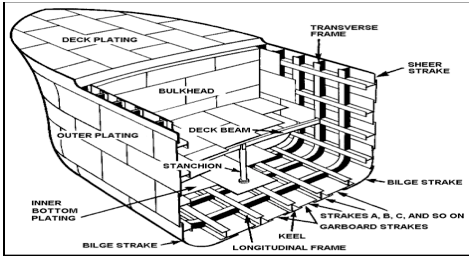 DECK PLATING
TRANSVERSE
FRAME
SHEER
STRAKE
BULKHEAD
OUTER PLATING
DECK BEAM
STANCHION
INNER
BOTTOM
PLATING
BILGE STRAKE
STRAKES A, B, C, AND SO ON
GARBOARD STRAKES
KEEL
LONGITUDINAL FRAME
BILGE STRAKE